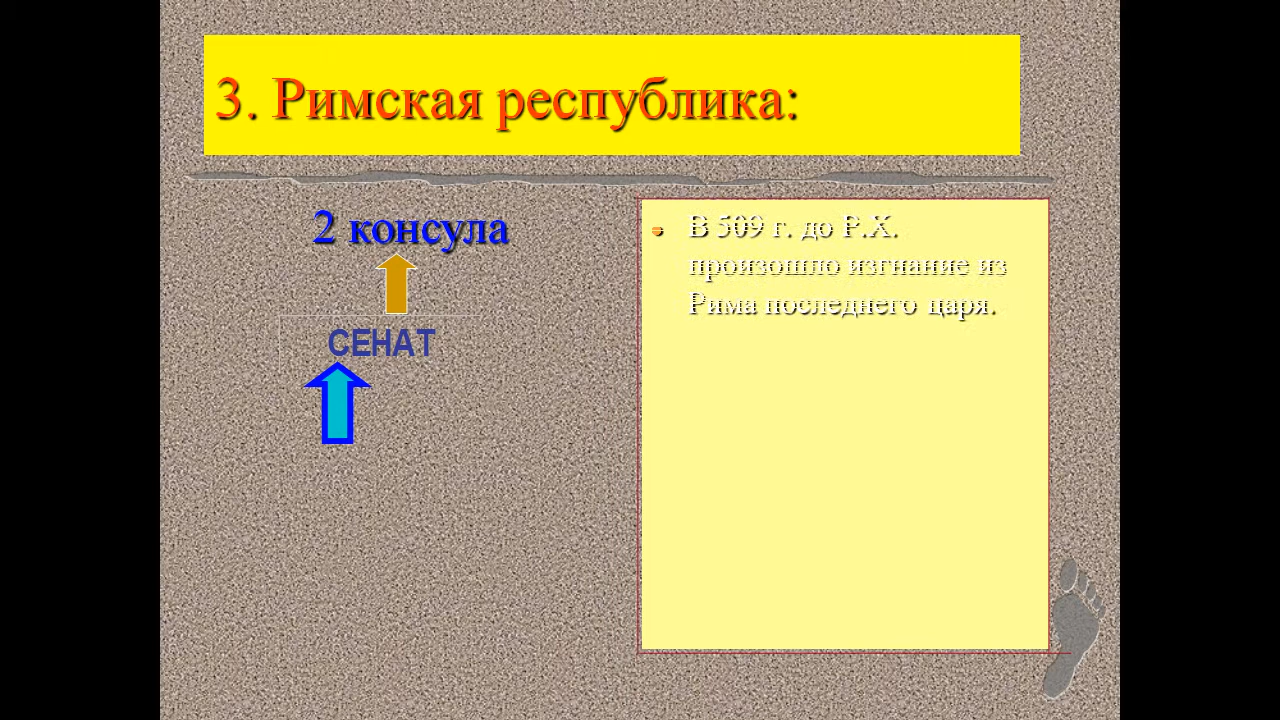 3. Римская республика:
2 консула
СЕНАТ
В 509 г. до Р.Х.
произошло изгнание из
Рима последнего царя.